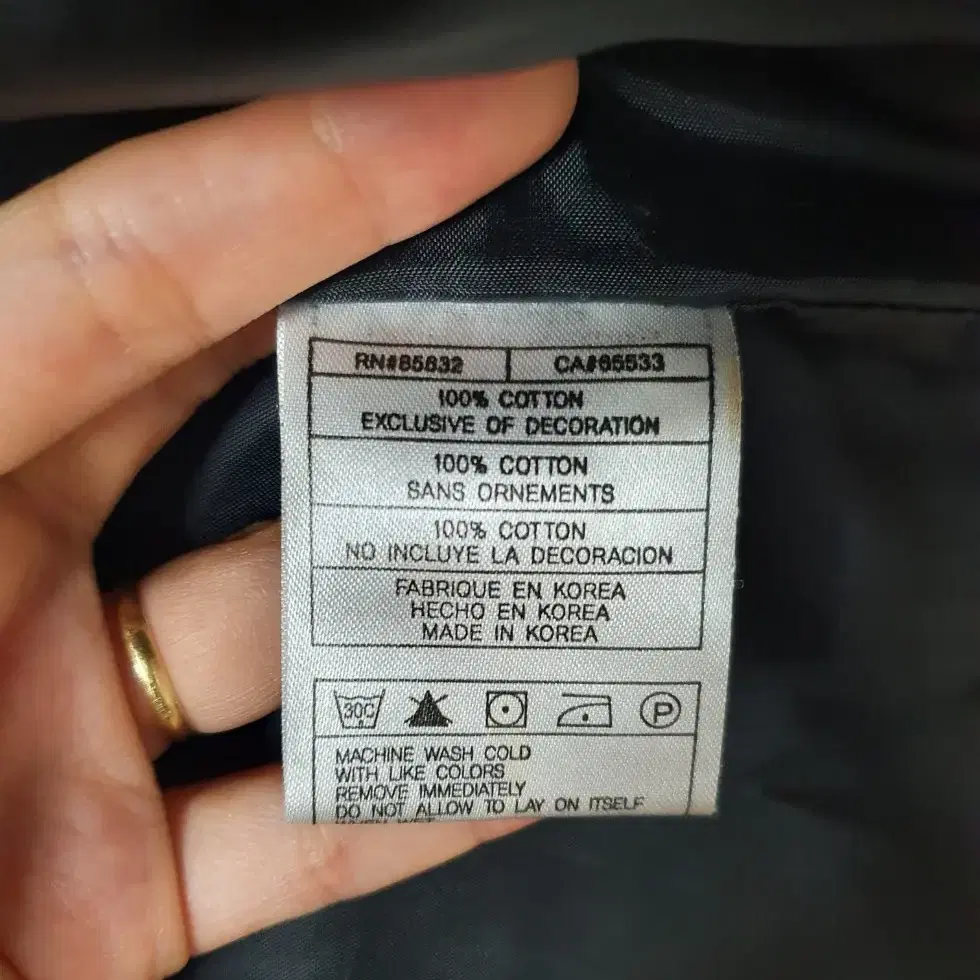 RN#85832
CA#65533
100% COTTON
EXCLUSIVE OF DECORATION
100% COTTON
SANS ORNEMENTS
100% COTTON
NO INCLUYE LA DECORACION
FABRIQUE EN KOREA
HECHO EN KOREA
MADE IN KOREA
30C
P
MACHINE WASH COLD
WITH LIKE COLORS
REMOVE IMMEDIATELY
DO NOT ALLOW TO LAY ON ITSELF
WHEN WET